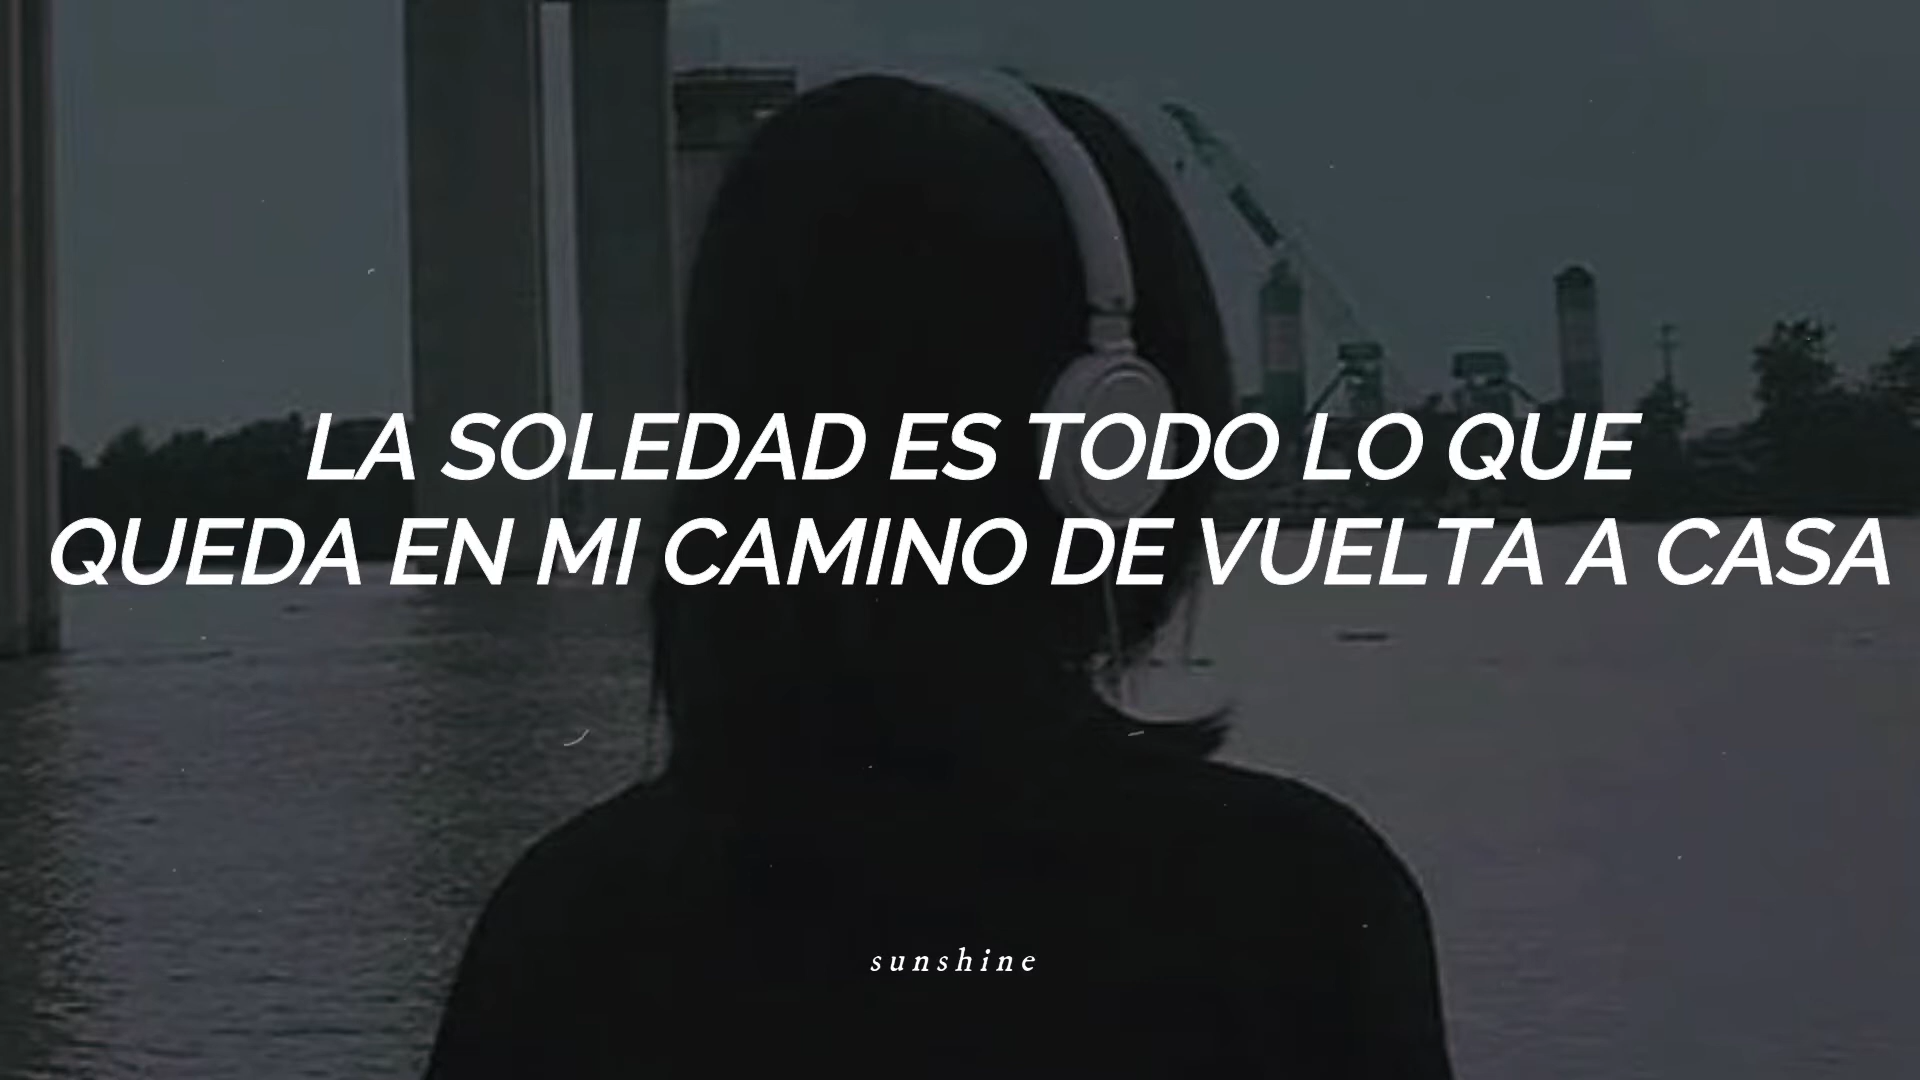 LA SOLEDAD ES TODO LO QUE
QUEDA EN MI CAMINO DE VUELTA A CASA
sunshine